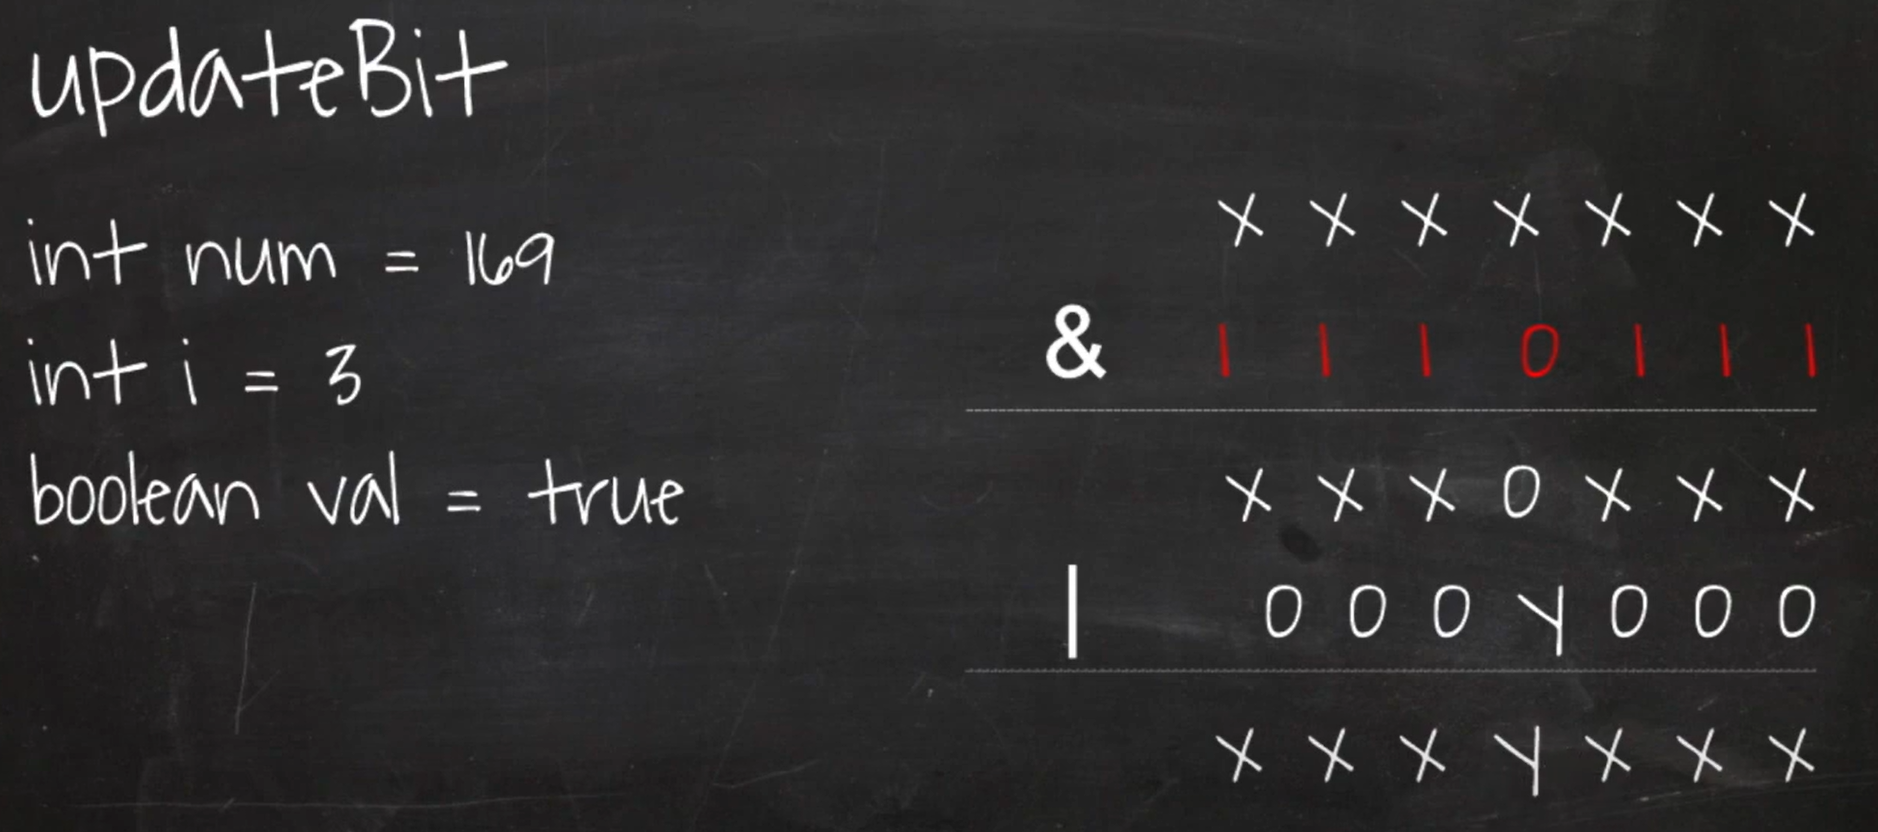 updateBit
int num = 169
int i = 3
boolean val = true
X X X X X X X
& 1 1 1 0 1 1 1
X X X 0 X X X
| 0 0 0 Y 0 0 0
X X X Y X X X